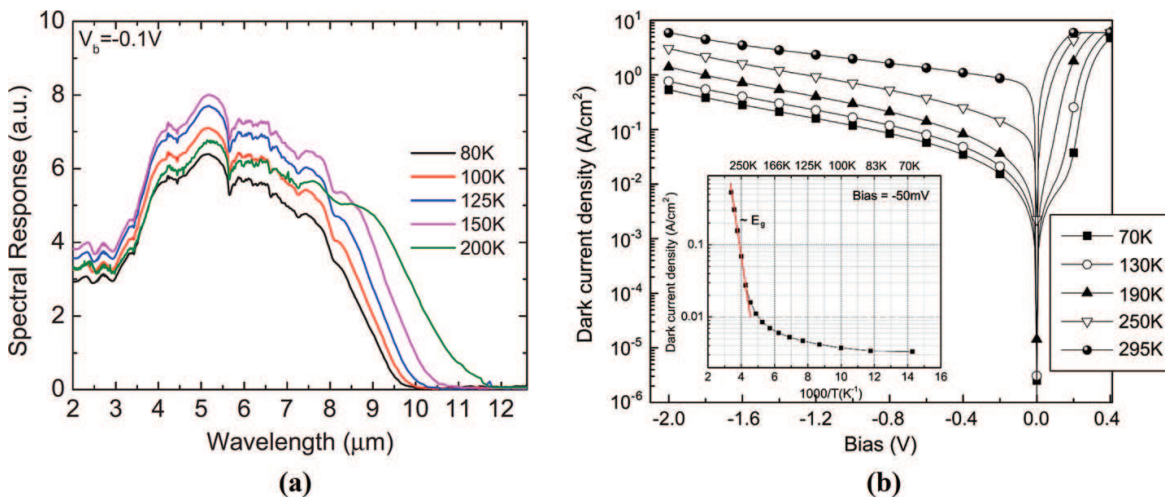 V_b=-0.1V
Spectral Response (a.u.)
10
8
6
4
2
0
80K
100K
125K
150K
200K
2 3 4 5 6 7 8 9 10 11 12
Wavelength (μm)
(a)
Dark current density (A/cm²)
10^1
10^0
10^-1
10^-2
10^-3
10^-4
10^-5
10^-6
250K 166K 125K 100K 83K 70K
Bias = -50mV
~ E_g
Dark current density (A/cm²)
0.1
0.01
2 4 6 8 10 12 14 16
1000/T(K^-1)
70K
130K
190K
250K
295K
-2.0 -1.6 -1.2 -0.8 -0.4 0.0 0.4
Bias (V)
(b)